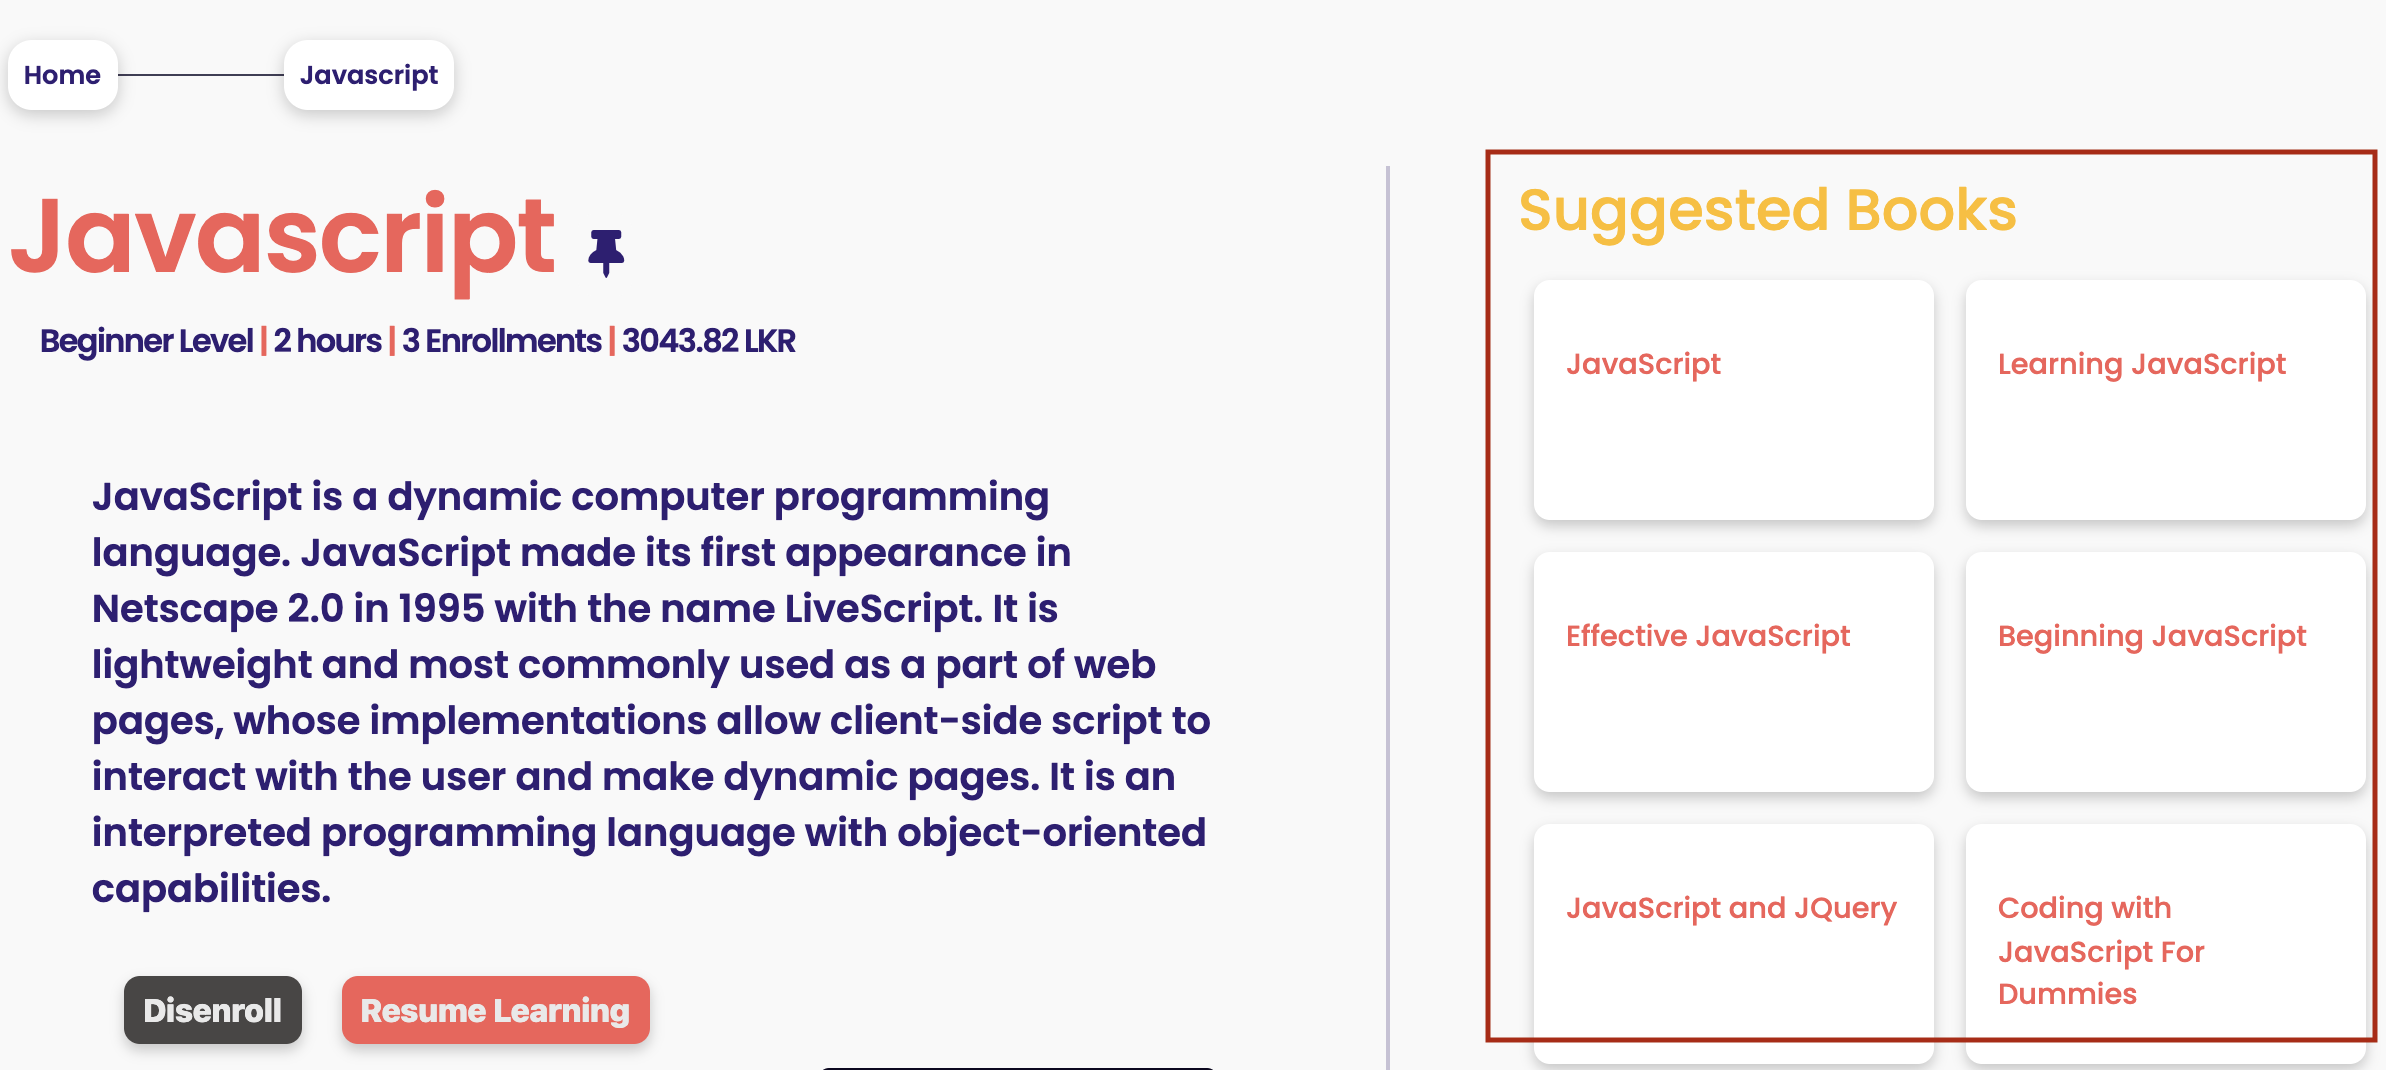 Home
Javascript
Javascript
Beginner Level | 2 hours | 3 Enrollments | 3043.82 LKR
JavaScript is a dynamic computer programming
language. JavaScript made its first appearance in
Netscape 2.0 in 1995 with the name LiveScript. It is
lightweight and most commonly used as a part of web
pages, whose implementations allow client-side script to
interact with the user and make dynamic pages. It is an
interpreted programming language with object-oriented
capabilities.
Disenroll
Resume Learning
Suggested Books
JavaScript
Learning JavaScript
Effective JavaScript
Beginning JavaScript
JavaScript and JQuery
Coding with
JavaScript For
Dummies